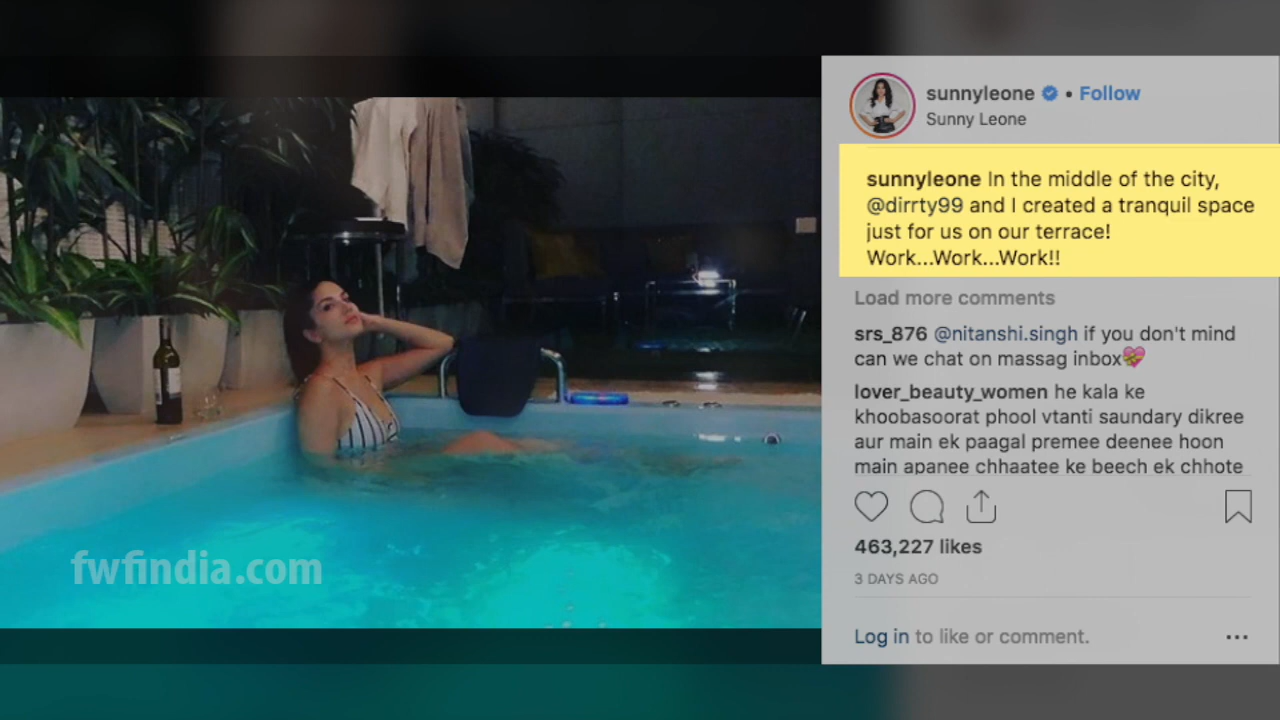 sunnyleone • Follow
Sunny Leone
sunnyleone In the middle of the city,
@dirrty99 and I created a tranquil space
just for us on our terrace!
Work...Work...Work!!
Load more comments
srs_876 @nitanshi.singh if you don't mind
can we chat on massag inbox💝
lover_beauty_women he kala ke
khoobasoorat phool vtanti saundary dikree
aur main ek paagal premee deenee hoon
main apanee chhaatee ke beech ek chhote
463,227 likes
3 DAYS AGO
Log in to like or comment.
fwfindia.com